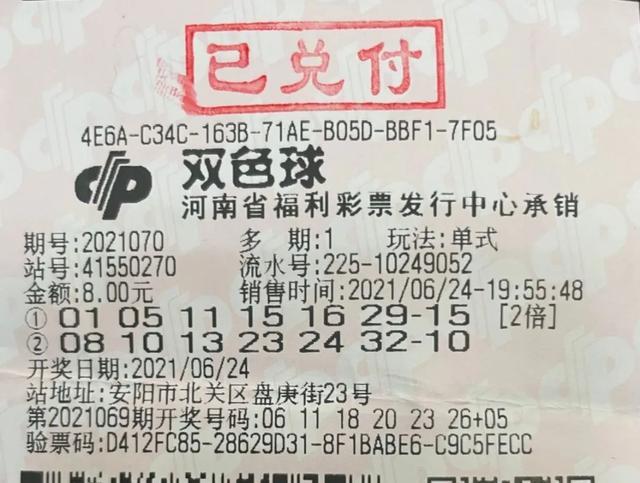 已兑付
4E6A-C34C-163B-71AE-B05D-BBF1-7F05
双色球
河南省福利彩票发行中心承销
期号:2021070 多 期:1 玩法:单式
站号:41550270 流水号:225-10249052
金额:8.00元 销售时间:2021/06/24-19:55:48
① 01 05 11 15 16 29-15 [2倍]
② 08 10 13 23 24 32-10
开奖日期:2021/06/24
站地址:安阳市北关区盘庚街23号
第2021069期开奖号码:06 11 18 20 23 26+05
验票码:D412FC85-28629D31-8F1BABE6-C9C5FECC